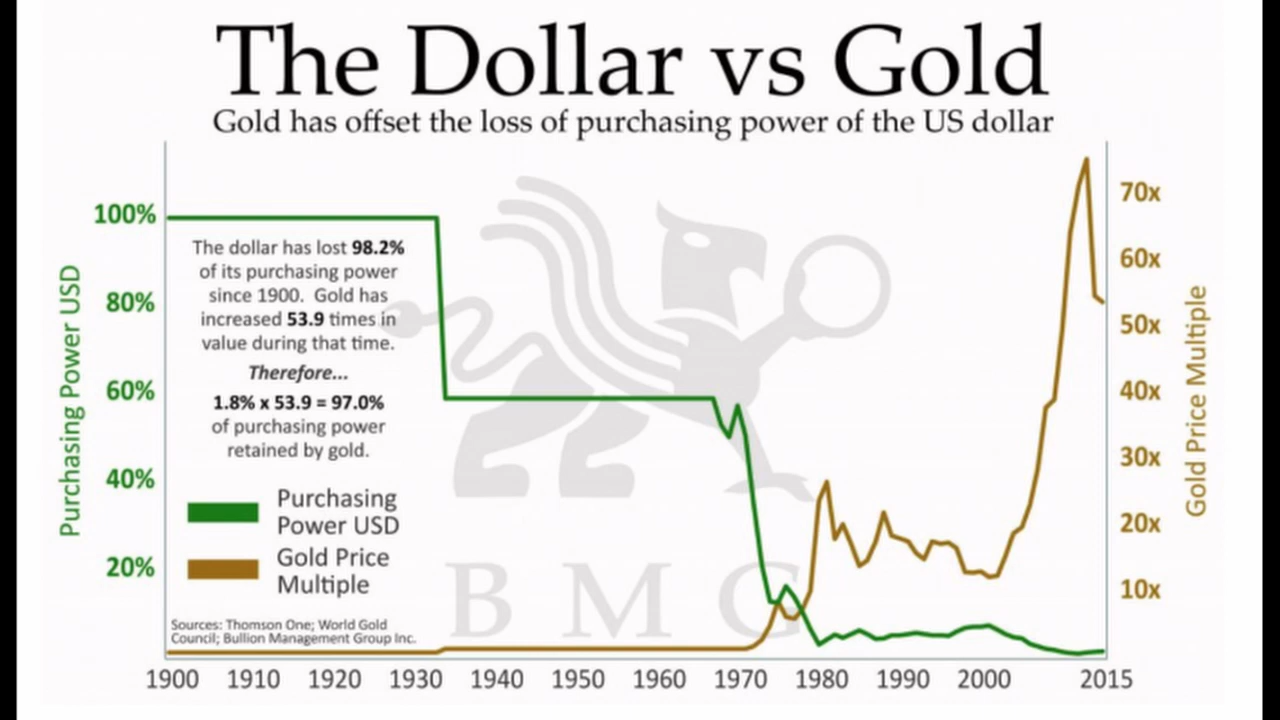 The Dollar vs Gold
Gold has offset the loss of purchasing power of the US dollar
Purchasing Power USD
100%
80%
60%
40%
20%
The dollar has lost 98.2%
of its purchasing power
since 1900. Gold has
increased 53.9 times in
value during that time.
Therefore...
1.8% x 53.9 = 97.0%
of purchasing power
retained by gold.
Purchasing
Power USD
Gold Price
Multiple
Sources: Thomson One; World Gold
Council; Bullion Management Group Inc.
BMG
70x
60x
50x
40x
30x
20x
10x
Gold Price Multiple
1900 1910 1920 1930 1940 1950 1960 1970 1980 1990 2000 2015